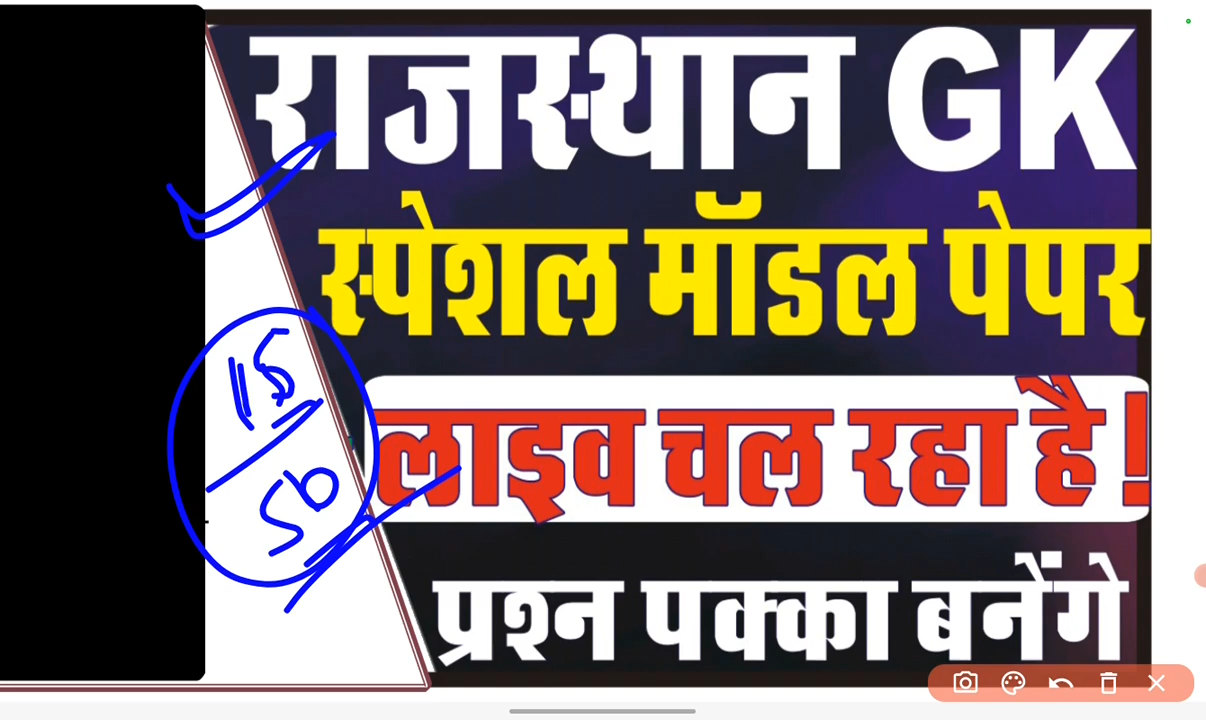 राजस्थान GK
स्पेशल मॉडल पेपर
15
लाइव चल रहा है !
50
प्रश्न पक्का बनेंगे